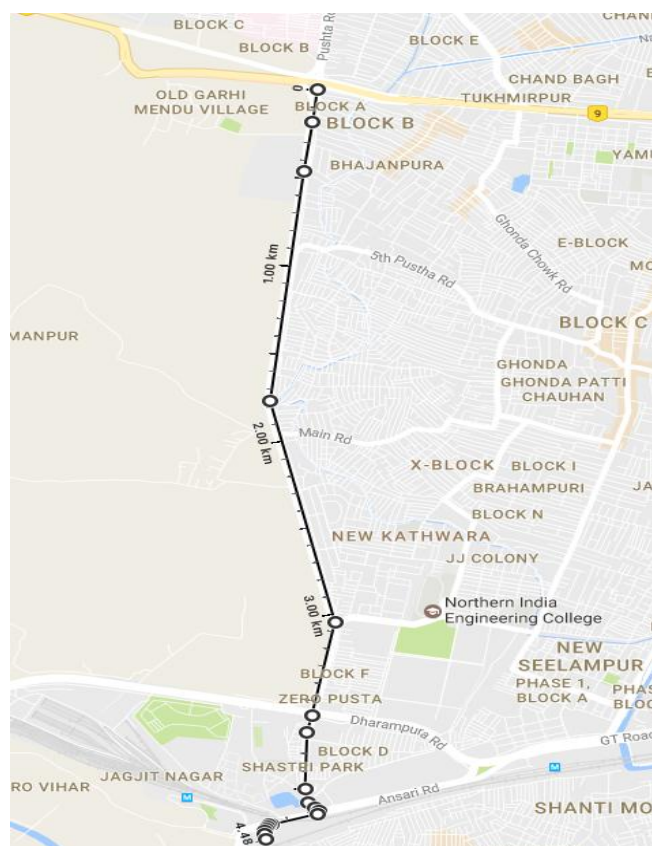 BLOCK C
BLOCK B
Pushta Rd
BLOCK E
CHAND BAGH
TUKHMIRPUR
9
OLD GARHI
MENDU VILLAGE
0
BLOCK A
BLOCK B
BHAJANPURA
YAMU
E-BLOCK
Ghonda Chowk Rd
1.00 km
5th Pustha Rd
MO
BLOCK C
MANPUR
GHONDA
GHONDA PATTI
CHAUHAN
2.00 km
Main Rd
X-BLOCK
BLOCK I
BRAHAMPURI
JA
BLOCK N
NEW KATHWARA
JJ COLONY
3.00 km
Northern India
Engineering College
NEW
SEELAMPUR
BLOCK F
PHASE 1,
BLOCK A
PHAS
BLOC
ZERO PUSTA
Dharampura Rd
GT Road
BLOCK D
SHASTRI PARK
JAGJIT NAGAR
M
RO VIHAR
M
Ansari Rd
SHANTI MO
4.48